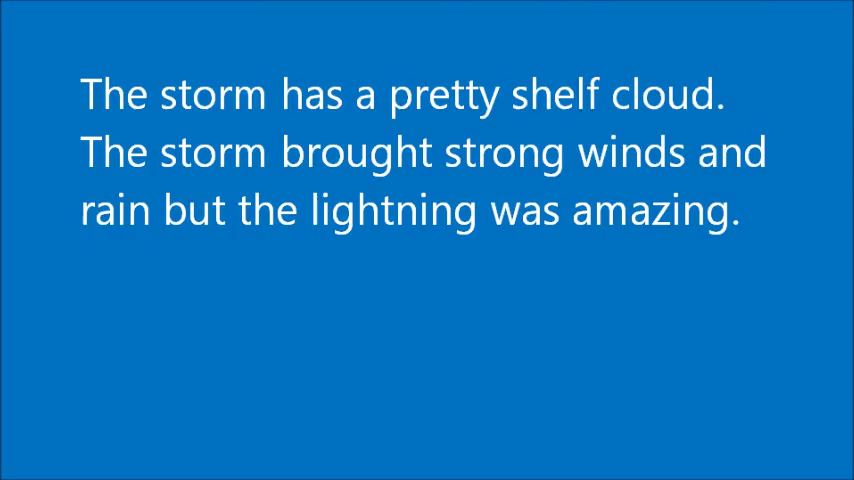 The storm has a pretty shelf cloud.
The storm brought strong winds and
rain but the lightning was amazing.